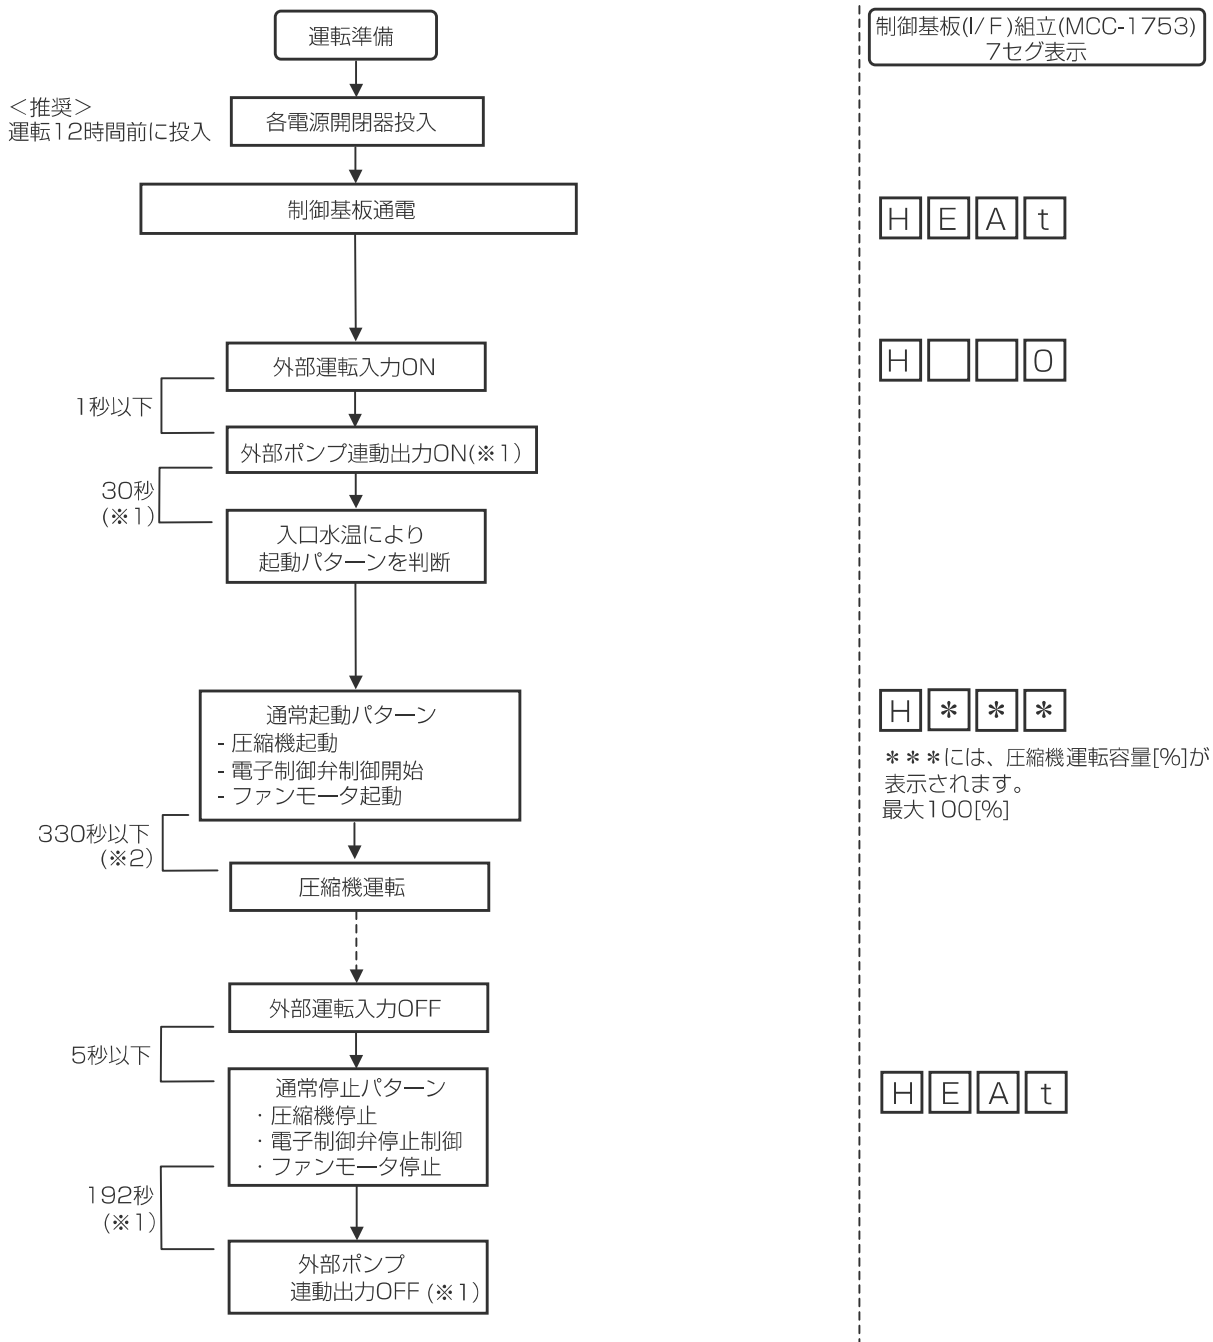 運転準備
制御基板(I/F)組立(MCC-1753)
7セグ表示
<推奨>
運転12時間前に投入
各電源開閉器投入
制御基板通電
H E A t
外部運転入力ON
H 0
1秒以下
外部ポンプ連動出力ON(※1)
30秒
(※1)
入口水温により
起動パターンを判断
通常起動パターン
- 圧縮機起動
- 電子制御弁制御開始
- ファンモータ起動
H * * *
***には、圧縮機運転容量[%]が
表示されます。
最大100[%]
330秒以下
(※2)
圧縮機運転
外部運転入力OFF
5秒以下
通常停止パターン
・圧縮機停止
・電子制御弁停止制御
・ファンモータ停止
H E A t
192秒
(※1)
外部ポンプ
連動出力OFF(※1)